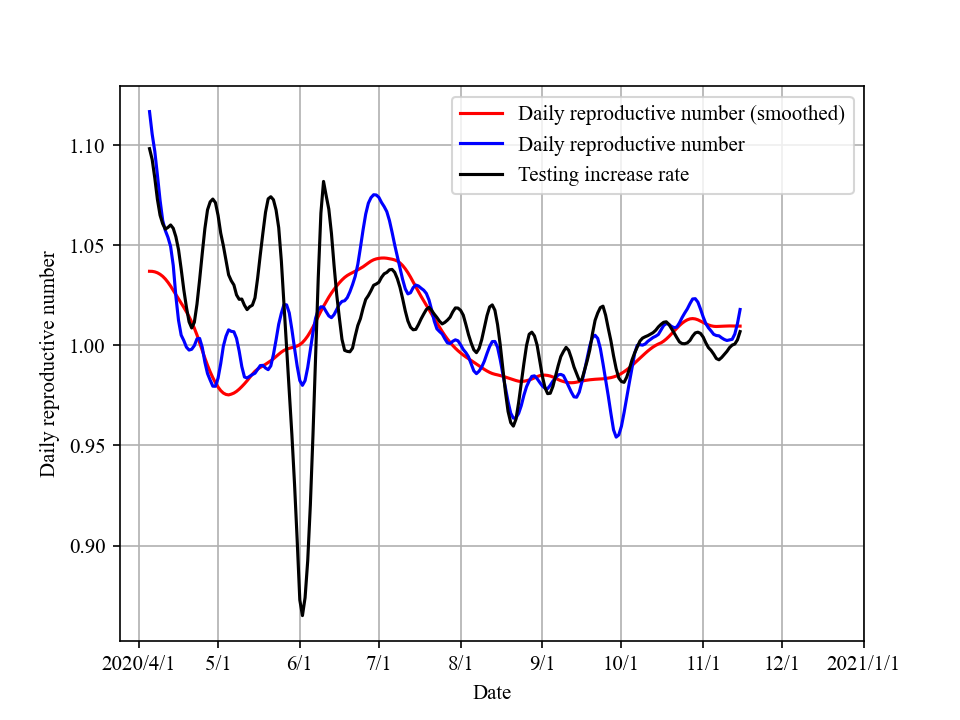 Daily reproductive number (smoothed)
Daily reproductive number
Testing increase rate
1.10
1.05
1.00
0.95
0.90
Daily reproductive number
2020/4/1 5/1 6/1 7/1 8/1 9/1 10/1 11/1 12/1 2021/1/1
Date